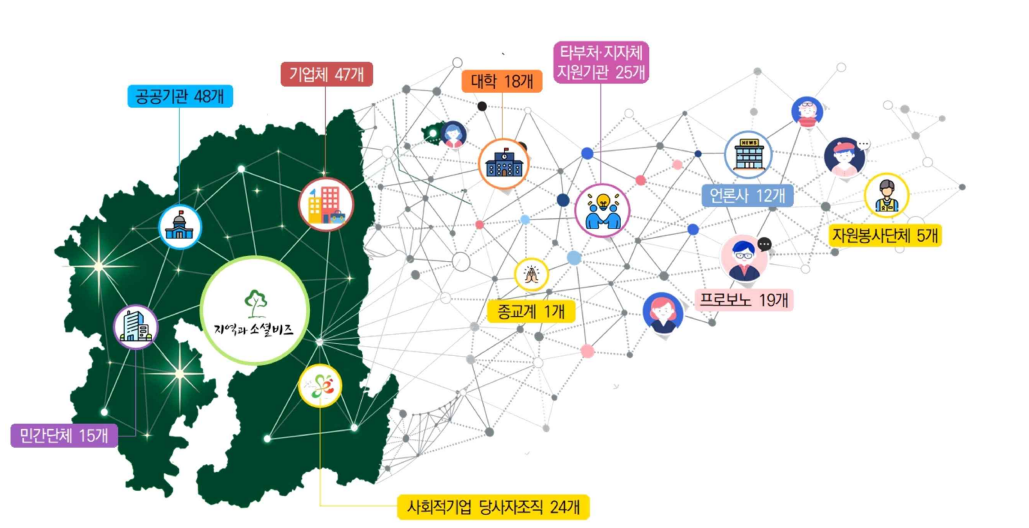 타부처·지자체
지원기관 25개
기업체 47개
대학 18개
공공기관 48개
NEWS
언론사 12개
자원봉사단체 5개
프로보노 19개
종교계 1개
지역과 소셜비즈
민간단체 15개
사회적기업 당사자조직 24개